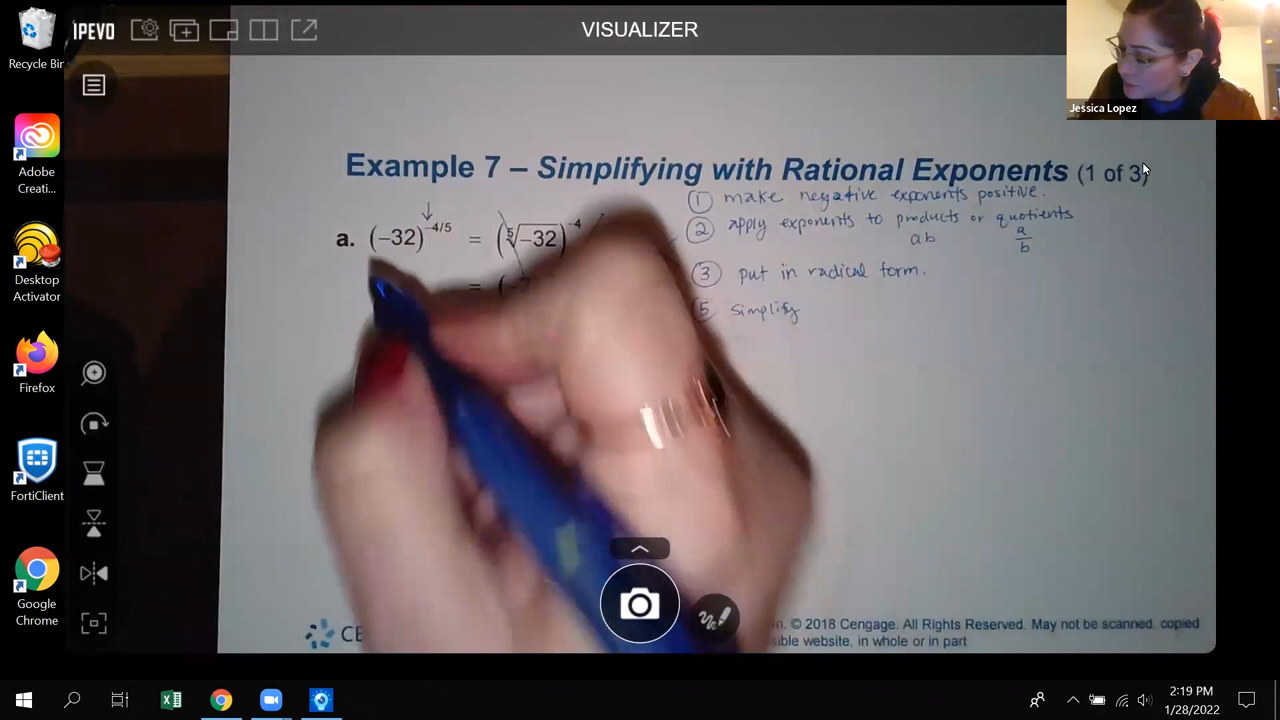 IPEVO
VISUALIZER
Recycle Bin
Jessica Lopez
Adobe
Creati...
Desktop
Activator
Firefox
FortiClient
Google
Chrome
Example 7 – Simplifying with Rational Exponents (1 of 3)
① make negative exponents positive.
② apply exponents to products or quotients
ab a/b
③ put in radical form.
⑤ simplify
a. (–32)^–4/5 = (⁵√–32)^–4
= (–2
CE
© 2018 Cengage. All Rights Reserved. May not be scanned, copied
website, in whole or in part
2:19 PM
1/28/2022